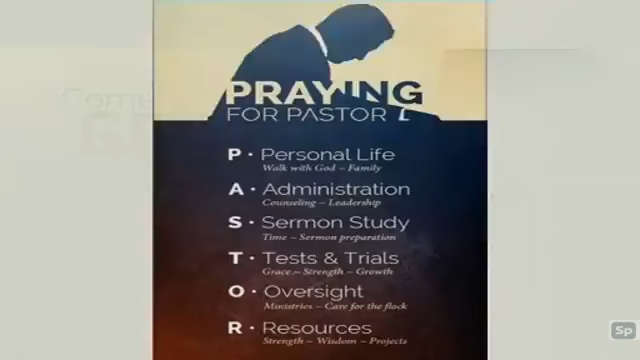 PRAYING
FOR PASTOR
P • Personal Life
Walk with God – Family
A • Administration
Counseling – Leadership
S • Sermon Study
Time – Sermon preparation
T • Tests & Trials
Grace – Strength – Growth
O • Oversight
Ministries – Care for the flock
R • Resources
Strength – Wisdom – Projects
Sp